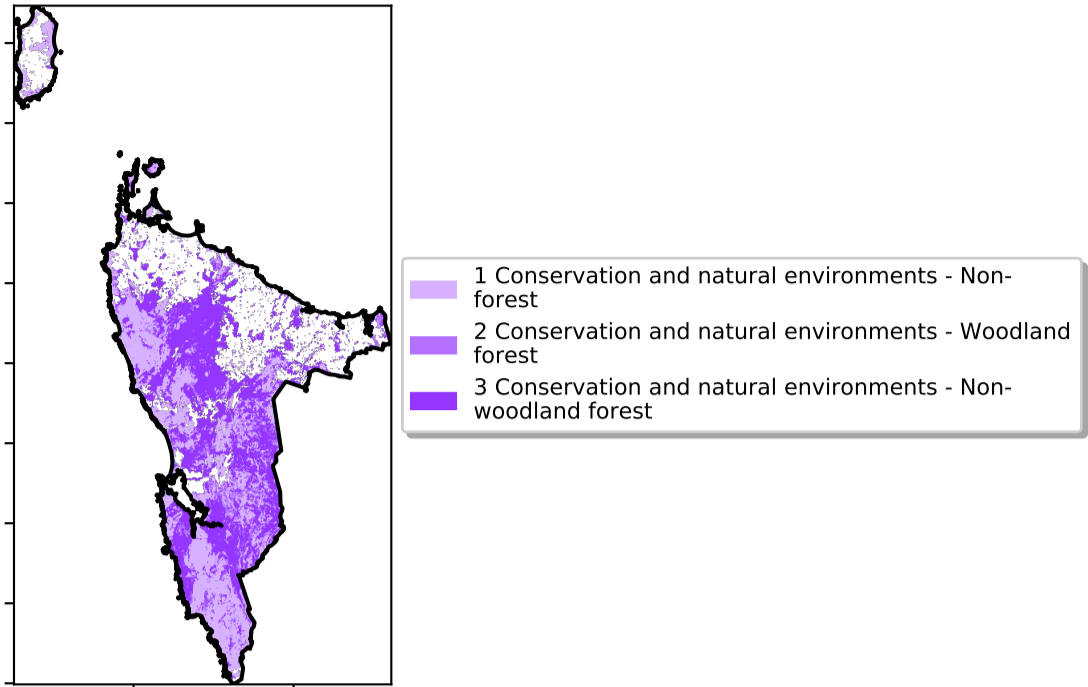 1 Conservation and natural environments - Non-
forest
2 Conservation and natural environments - Woodland
forest
3 Conservation and natural environments - Non-
woodland forest